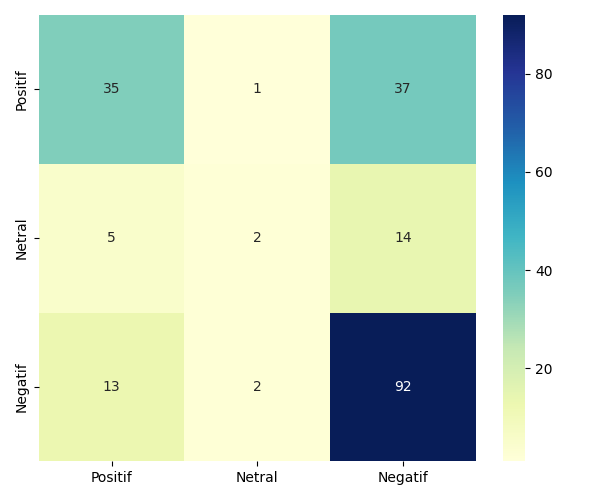 Positif 35 1 37
Netral 5 2 14
Negatif 13 2 92
Positif Netral Negatif
80
60
40
20